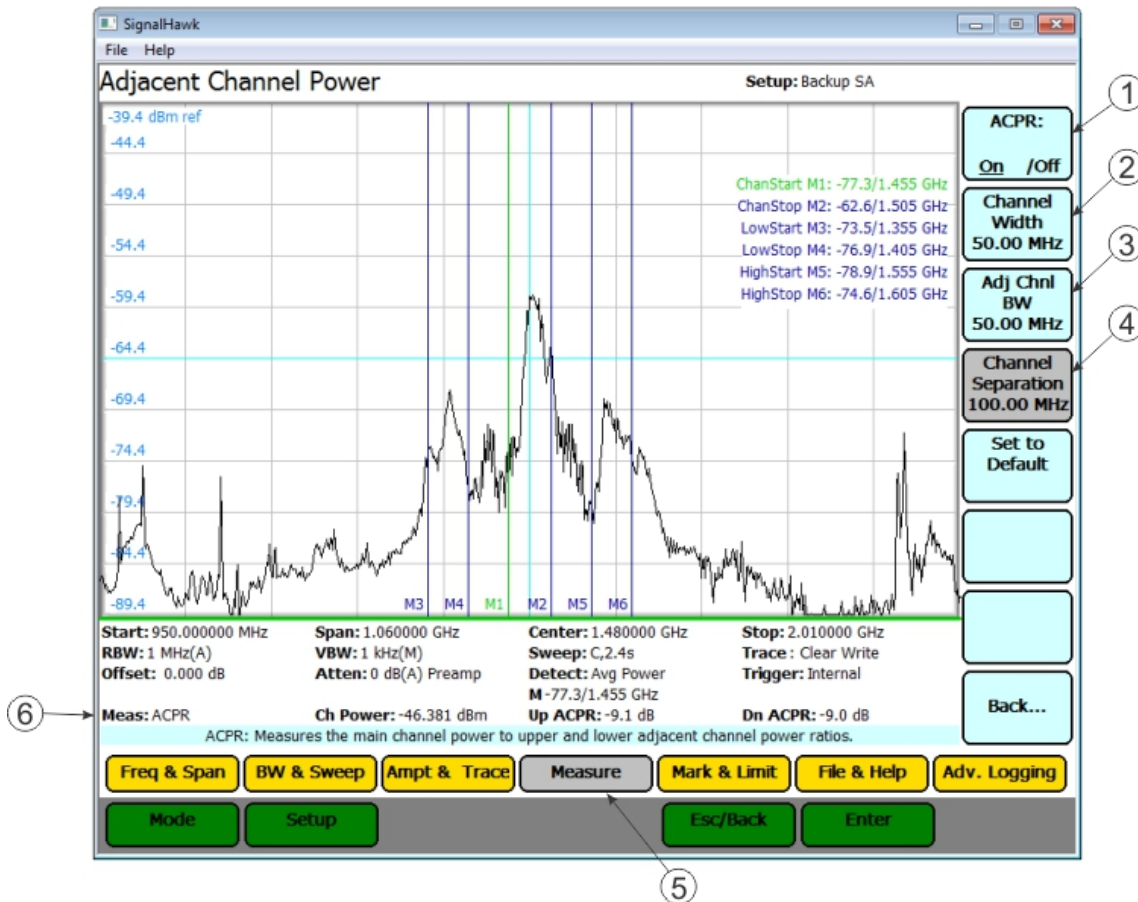 SignalHawk
File Help
Adjacent Channel Power
Setup: Backup SA
-39.4 dBm ref
-44.4
-49.4
-54.4
-59.4
-64.4
-69.4
-74.4
-79.4
-84.4
-89.4
ChanStart M1: -77.3/1.455 GHz
ChanStop M2: -62.6/1.505 GHz
LowStart M3: -73.5/1.355 GHz
LowStop M4: -76.9/1.405 GHz
HighStart M5: -78.9/1.555 GHz
HighStop M6: -74.6/1.605 GHz
M3 M4 M1 M2 M5 M6
ACPR:
On /Off
Channel
Width
50.00 MHz
Adj Chnl
BW
50.00 MHz
Channel
Separation
100.00 MHz
Set to
Default
Back...
1
2
3
4
Start: 950.000000 MHz Span: 1.060000 GHz Center: 1.480000 GHz Stop: 2.010000 GHz
RBW: 1 MHz(A) VBW: 1 kHz(M) Sweep: C,2.4s Trace : Clear Write
Offset: 0.000 dB Atten: 0 dB(A) Preamp Detect: Avg Power Trigger: Internal
M -77.3/1.455 GHz
6
Meas: ACPR Ch Power: -46.381 dBm Up ACPR: -9.1 dB Dn ACPR: -9.0 dB
ACPR: Measures the main channel power to upper and lower adjacent channel power ratios.
Freq & Span BW & Sweep Ampt & Trace Measure Mark & Limit File & Help Adv. Logging
Mode Setup Esc/Back Enter
5